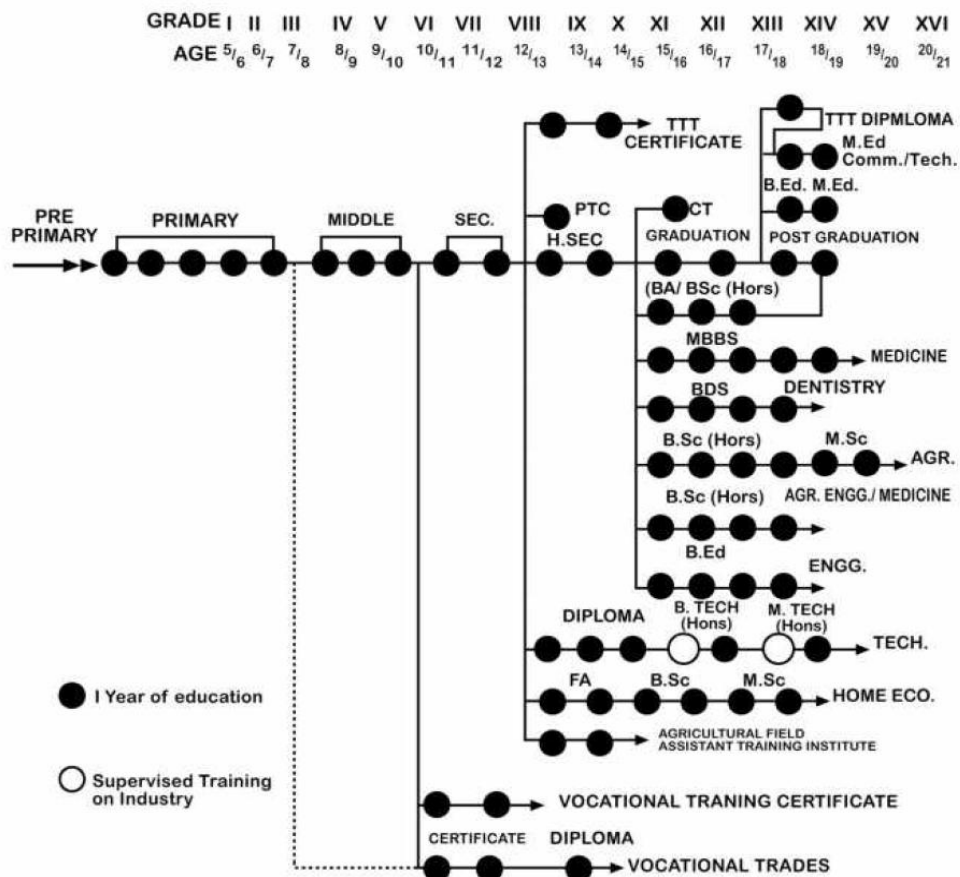 GRADE I II III IV V VI VII VIII IX X XI XII XIII XIV XV XVI
AGE 5/6 6/7 7/8 8/9 9/10 10/11 11/12 12/13 13/14 14/15 15/16 16/17 17/18 18/19 19/20 20/21
TTT
CERTIFICATE
TTT DIPMLOMA
M.Ed
Comm./Tech.
B.Ed. M.Ed.
PRE
PRIMARY
PRIMARY
MIDDLE
SEC.
PTC
H.SEC
CT
GRADUATION
POST GRADUATION
(BA/ BSc (Hors)
MBBS
MEDICINE
BDS
DENTISTRY
B.Sc (Hors)
M.Sc
AGR.
B.Sc (Hors)
AGR. ENGG./ MEDICINE
B.Ed
ENGG.
DIPLOMA
B. TECH
(Hons)
M. TECH
(Hons)
TECH.
FA
B.Sc
M.Sc
HOME ECO.
AGRICULTURAL FIELD
ASSISTANT TRAINING INSTITUTE
I Year of education
Supervised Training
on Industry
VOCATIONAL TRANING CERTIFICATE
CERTIFICATE
DIPLOMA
VOCATIONAL TRADES